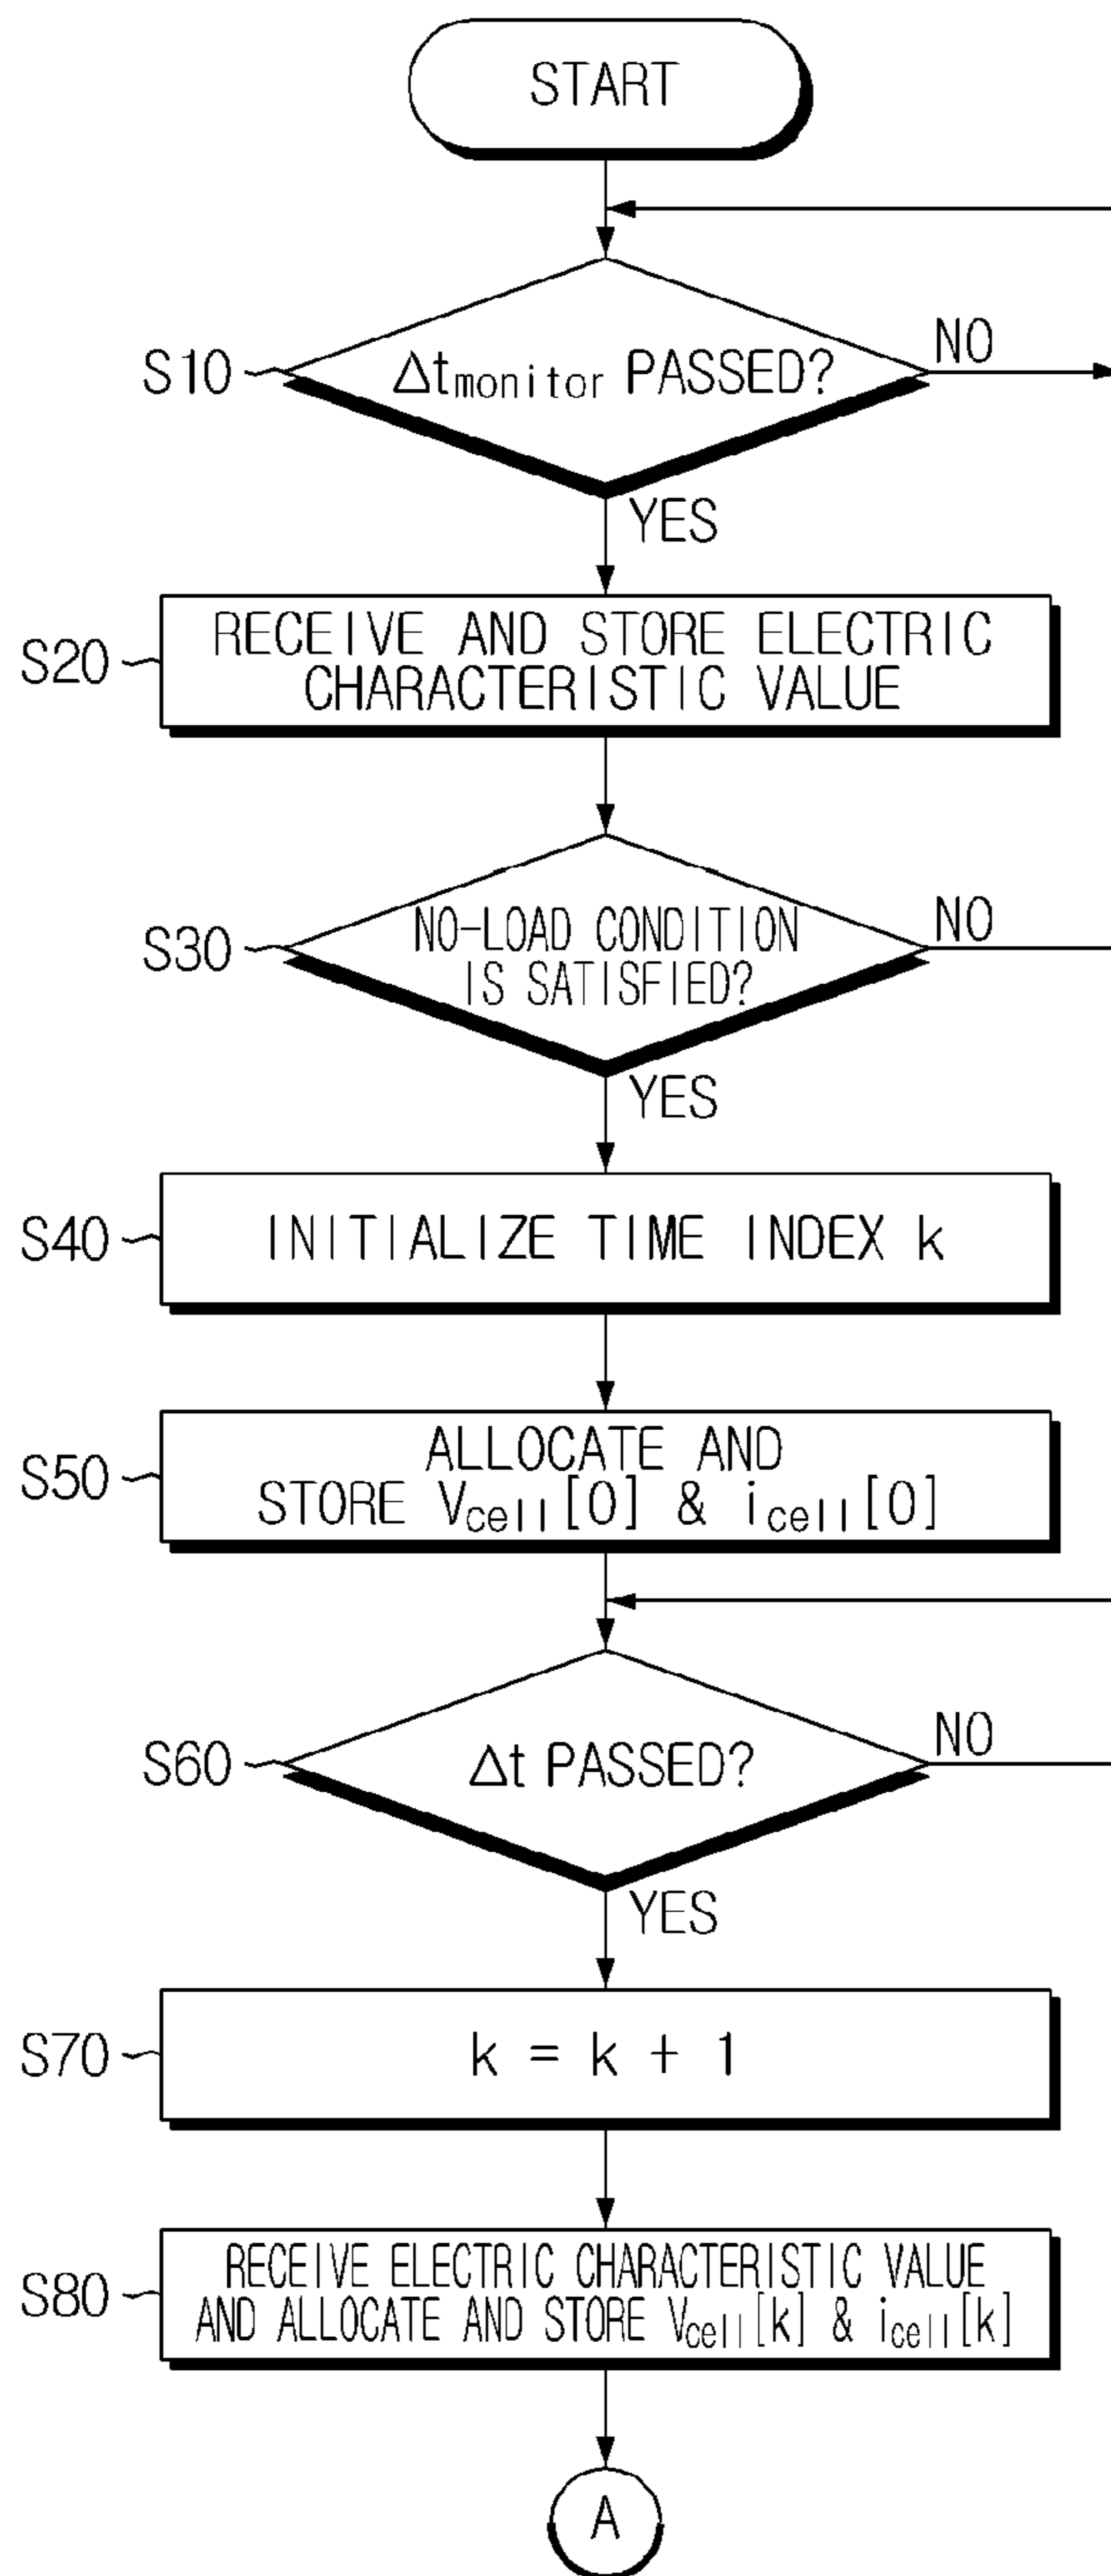 START
S10
Δtmonitor PASSED?
NO
YES
S20
RECEIVE AND STORE ELECTRIC
CHARACTERISTIC VALUE
S30
NO-LOAD CONDITION
IS SATISFIED?
NO
YES
S40
INITIALIZE TIME INDEX k
S50
ALLOCATE AND
STORE Vcell[0] & icell[0]
S60
Δt PASSED?
NO
YES
S70
k = k + 1
S80
RECEIVE ELECTRIC CHARACTERISTIC VALUE
AND ALLOCATE AND STORE Vcell[k] & icell[k]
A